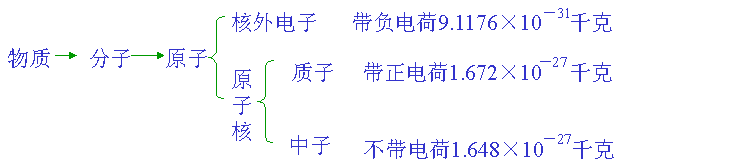 核外电子 带负电荷9.1176×10⁻³¹千克
物质 分子 原子
原子核
质子 带正电荷1.672×10⁻²⁷千克
中子 不带电荷1.648×10⁻²⁷千克